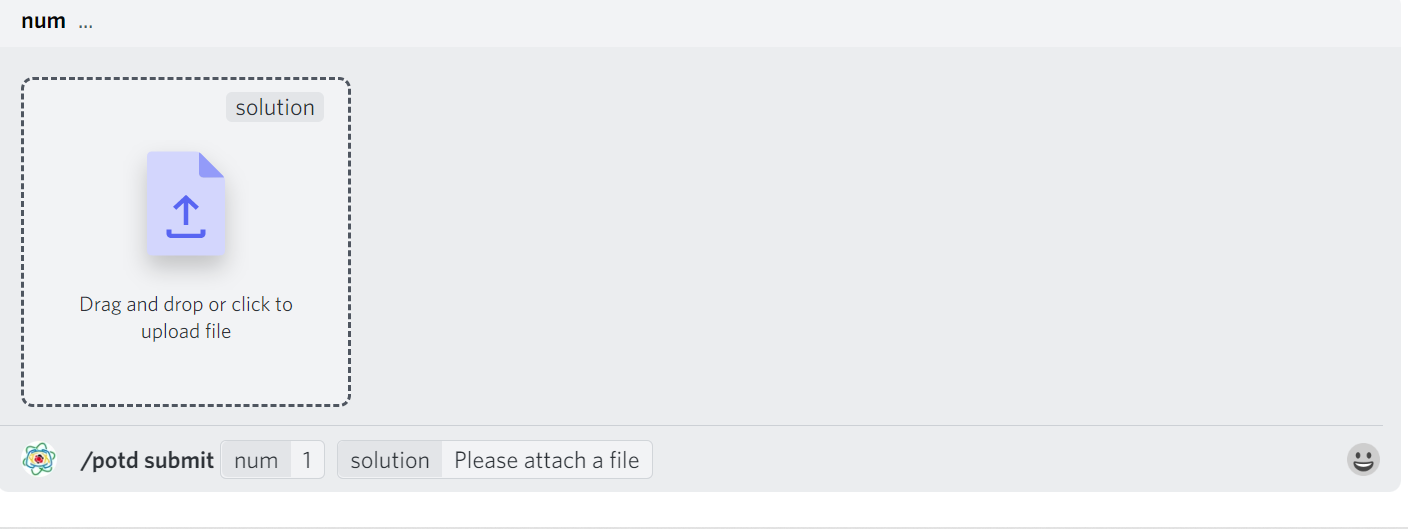 num ...
solution
Drag and drop or click to
upload file
/potd submit num 1 solution Please attach a file